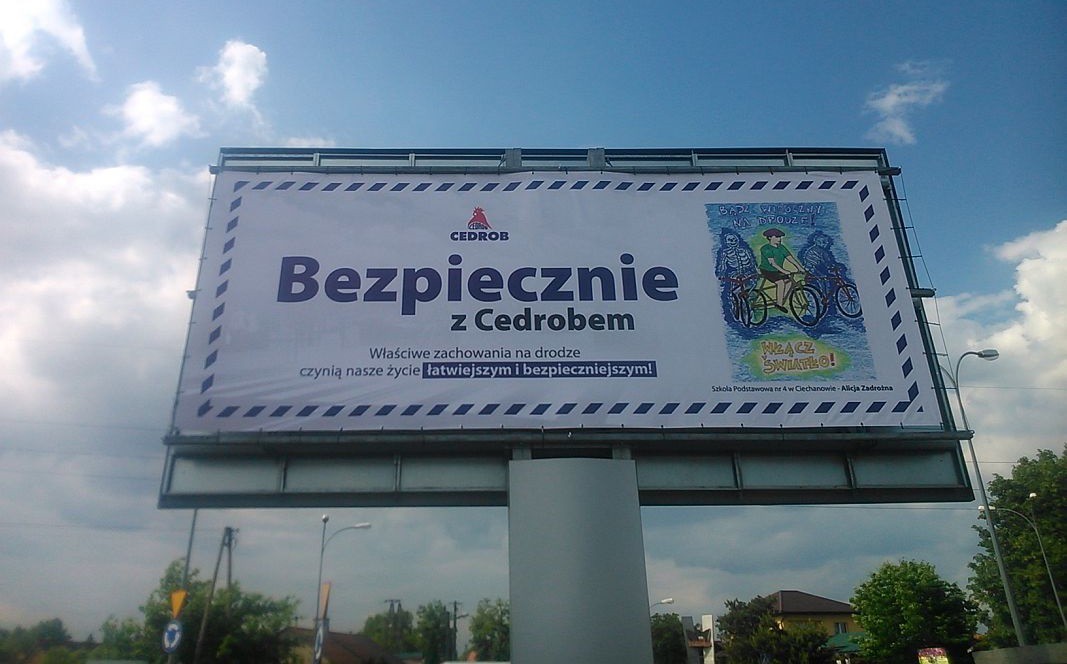 CEDROB
CEDROB
Bezpiecznie
z Cedrobem
Właściwe zachowania na drodze
czynią nasze życie łatwiejszym i bezpieczniejszym!
BĄDŹ WIDOCZNY
NA DRODZE!
WŁĄCZ
ŚWIATŁO!
Szkoła Podstawowa nr 4 w Ciechanowie - Alicja Zadrożna